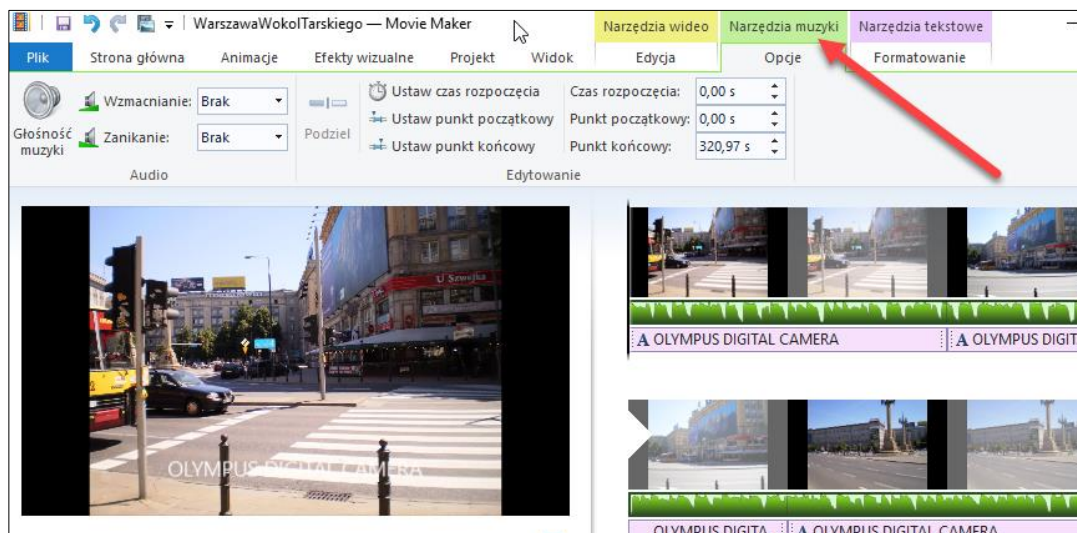 WarszawaWokolTarskiego — Movie Maker
Narzędzia wideo
Narzędzia muzyki
Narzędzia tekstowe
Plik
Strona główna
Animacje
Efekty wizualne
Projekt
Widok
Edycja
Opcje
Formatowanie
Głośność muzyki
Wzmacnianie: Brak
Zanikanie: Brak
Audio
Podziel
Ustaw czas rozpoczęcia
Ustaw punkt początkowy
Ustaw punkt końcowy
Czas rozpoczęcia: 0,00 s
Punkt początkowy: 0,00 s
Punkt końcowy: 320,97 s
Edytowanie
U Szwejka
OLYMPUS DIGITAL CAMERA
A OLYMPUS DIGITAL CAMERA
A OLYMPUS DIGIT
OLYMPUS DIGITA
A OLYMPUS DIGITAL CAMERA